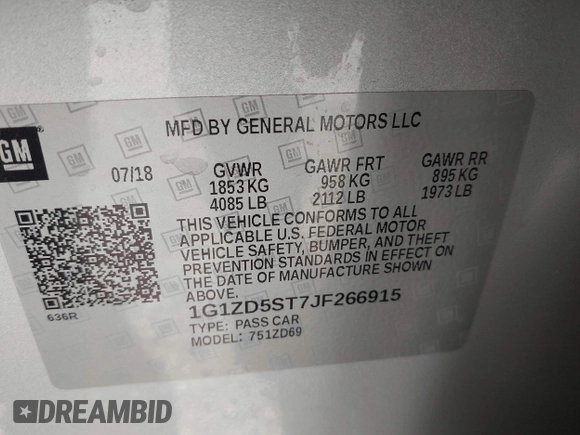 MFD BY GENERAL MOTORS LLC
GM
07/18 GVWR GAWR FRT GAWR RR
1853 KG 958 KG 895 KG
4085 LB 2112 LB 1973 LB
THIS VEHICLE CONFORMS TO ALL
APPLICABLE U.S. FEDERAL MOTOR
VEHICLE SAFETY, BUMPER, AND THEFT
PREVENTION STANDARDS IN EFFECT ON
THE DATE OF MANUFACTURE SHOWN
ABOVE.
1G1ZD5ST7JF266915
636R
TYPE: PASS CAR
MODEL: 751ZD69
DREAMBID